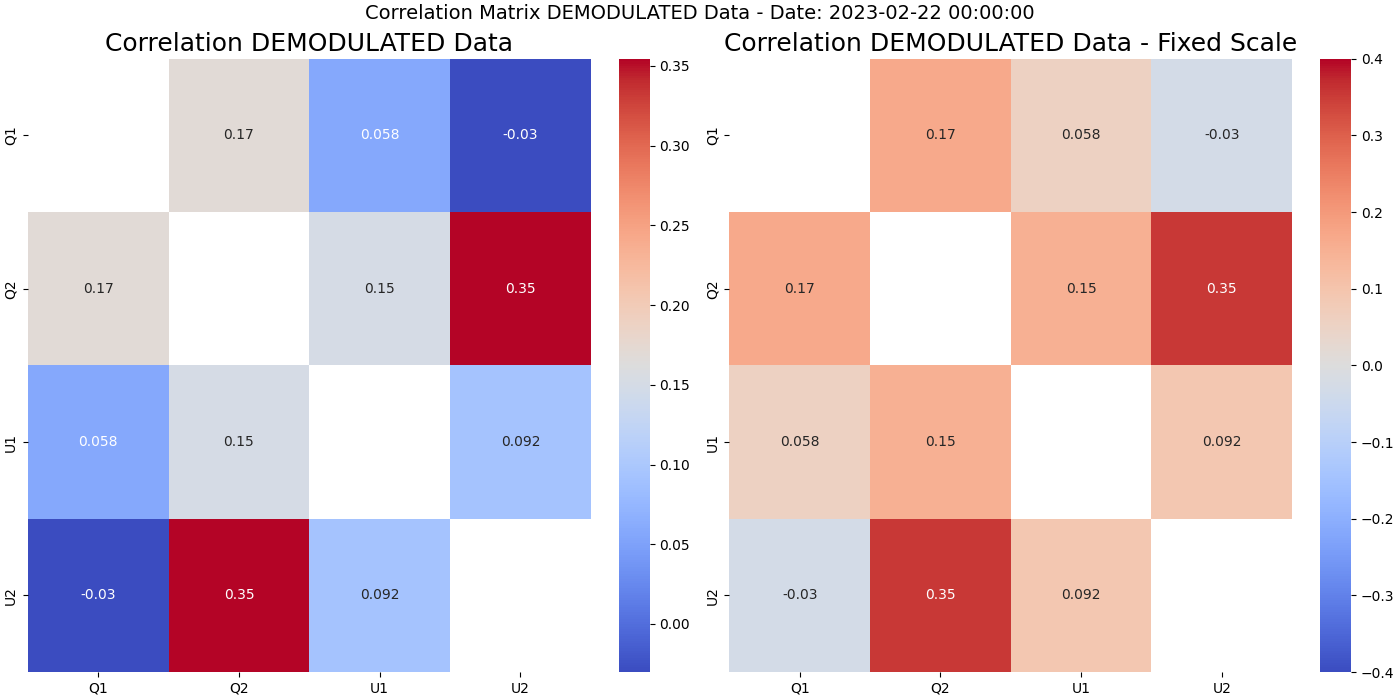 Correlation Matrix DEMODULATED Data - Date: 2023-02-22 00:00:00
Correlation DEMODULATED Data
Q1
Q2
U1
U2
0.17
0.058
-0.03
0.17
0.15
0.35
0.058
0.15
0.092
-0.03
0.35
0.092
Q1
Q2
U1
U2
0.35
0.30
0.25
0.20
0.15
0.10
0.05
0.00
Correlation DEMODULATED Data - Fixed Scale
Q1
Q2
U1
U2
0.17
0.058
-0.03
0.17
0.15
0.35
0.058
0.15
0.092
-0.03
0.35
0.092
Q1
Q2
U1
U2
0.4
0.3
0.2
0.1
0.0
−0.1
−0.2
−0.3
−0.4